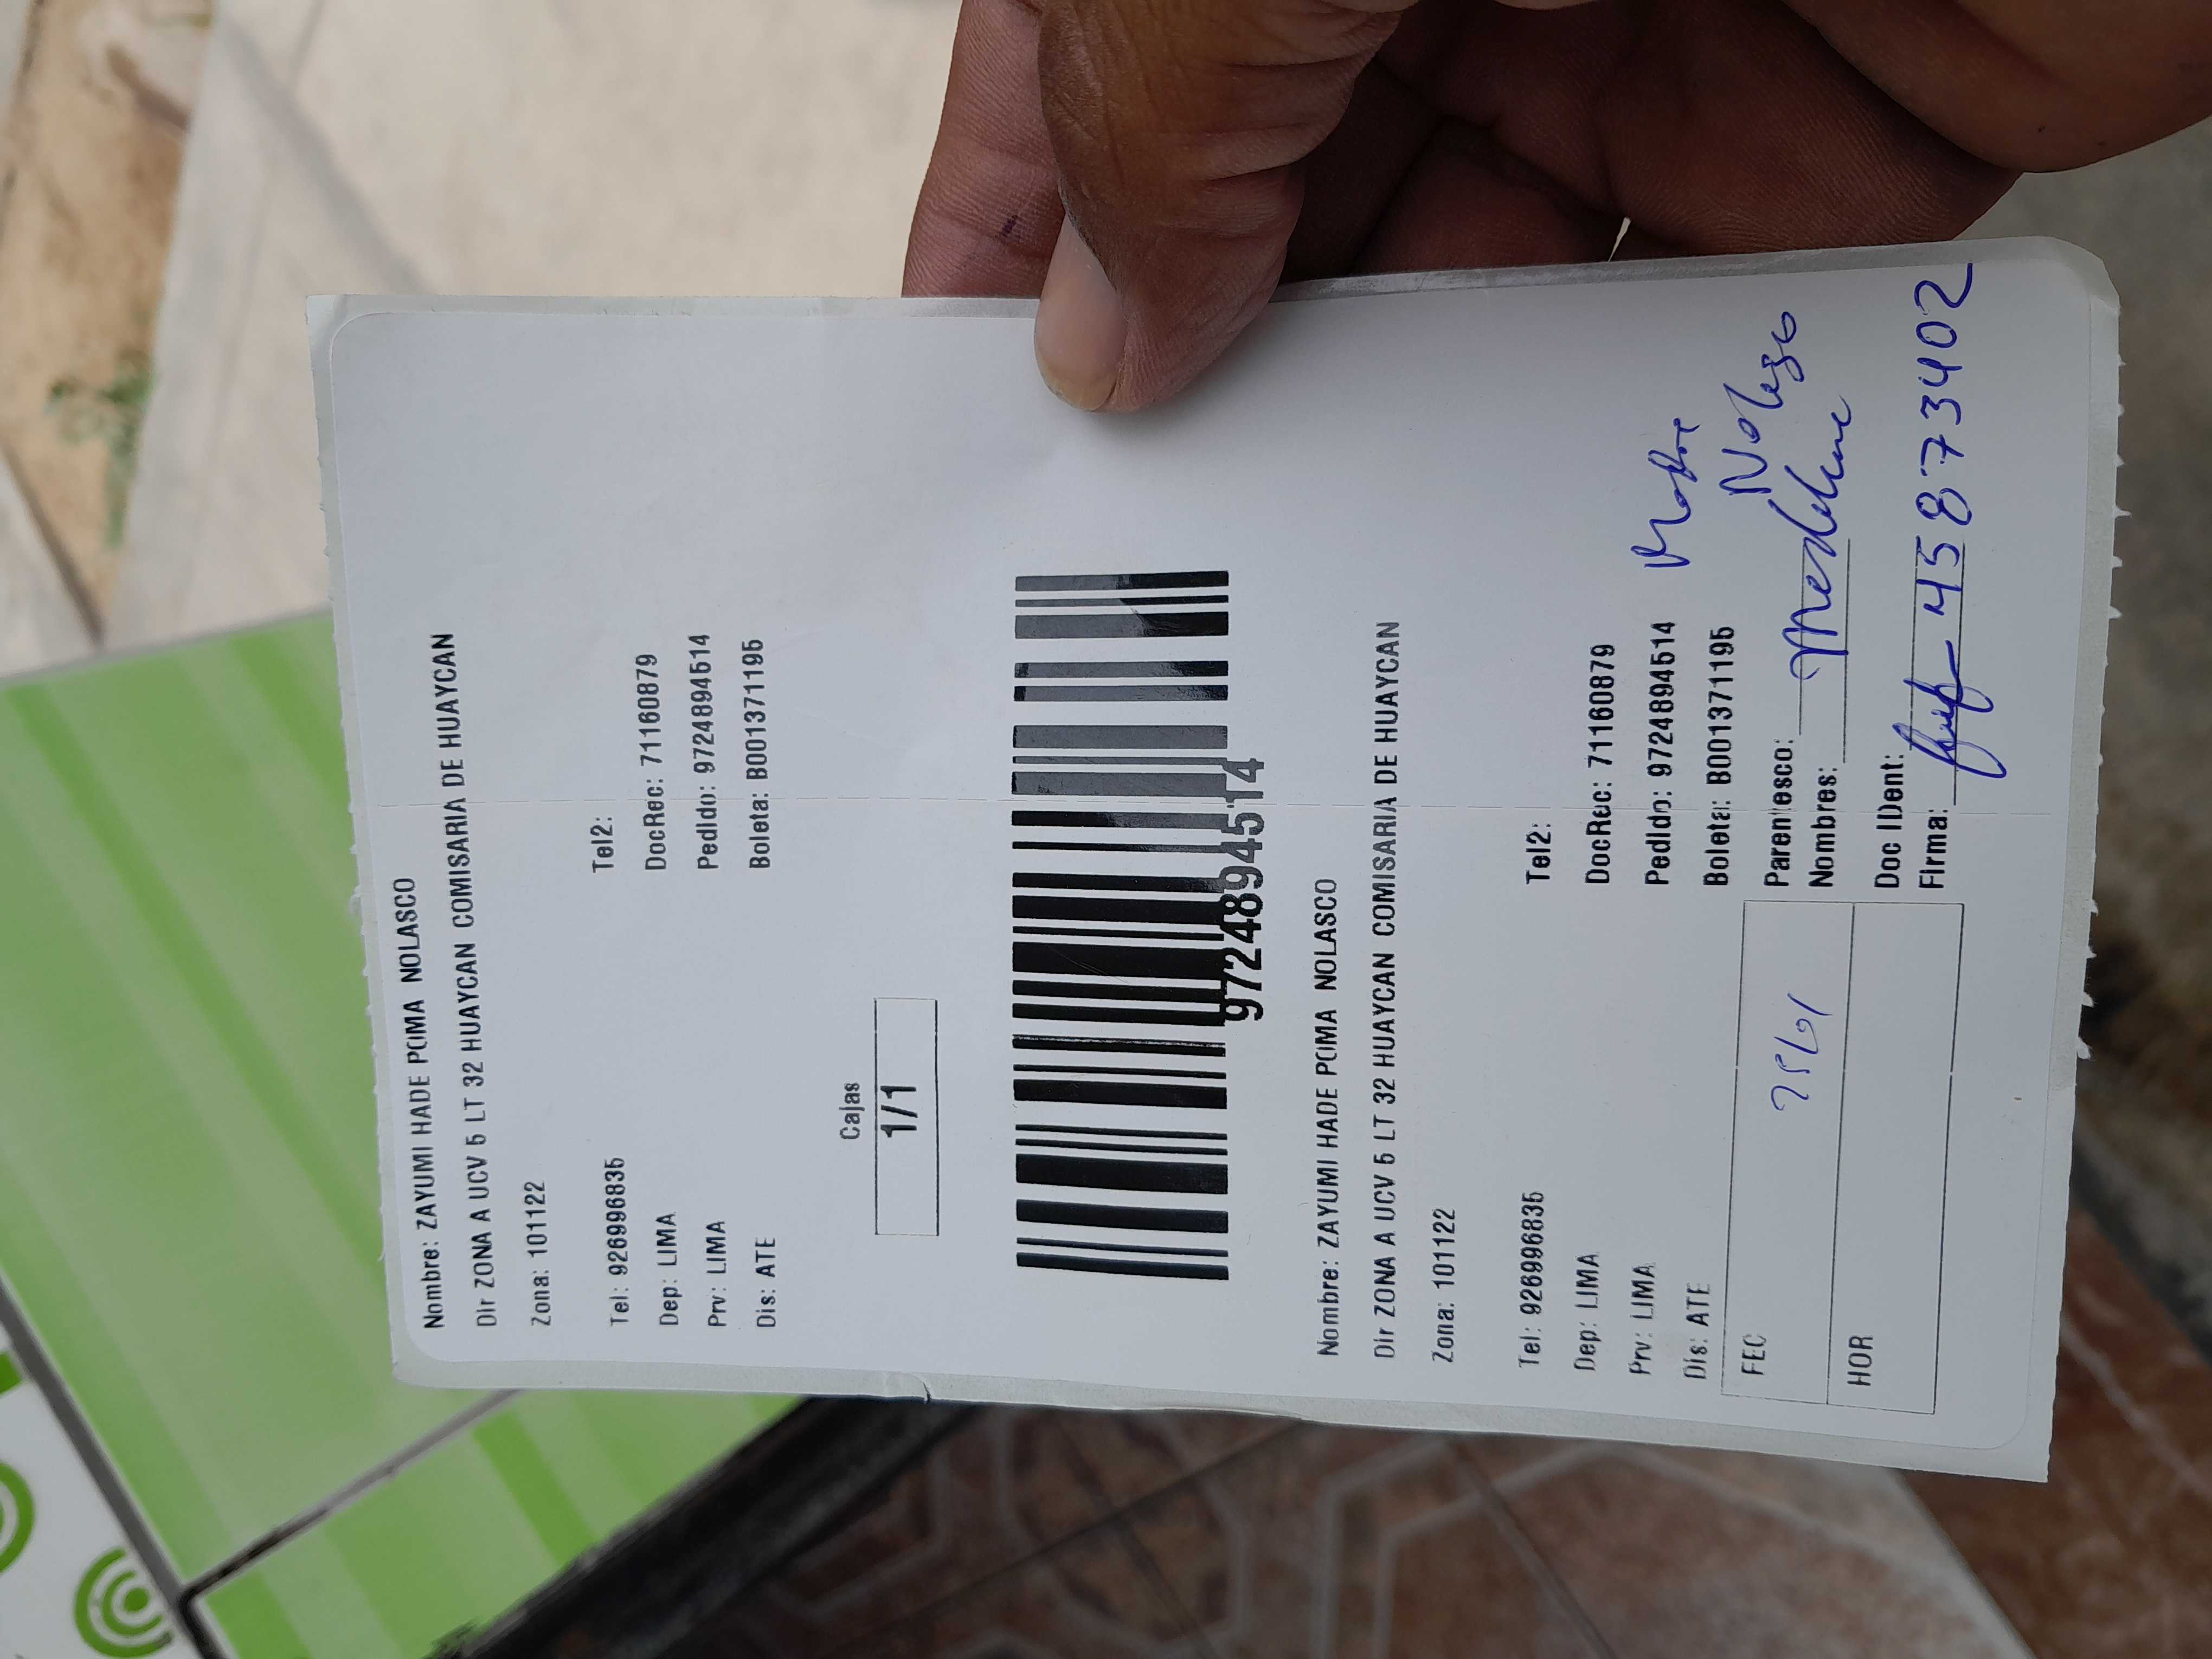 Nombre: ZAYUMI HADE POMA NOLASCO
Dir ZONA A UCV 5 LT 32 HUAYCAN COMISARIA DE HUAYCAN
Zona: 101122
Tel: 926996835 Tel2:
Dep: LIMA DocRec: 71160879
Prv: LIMA Pedido: 9724894514
Dis: ATE Boleta: B001371195
Cajas
1/1
9724894514
Nombre: ZAYUMI HADE POMA NOLASCO
Dir ZONA A UCV 5 LT 32 HUAYCAN COMISARIA DE HUAYCAN
Zona: 101122
Tel: 926996835 Tel2:
Dep: LIMA DocRec: 71160879
Prv: LIMA Pedido: 9724894514
Dis: ATE Boleta: B001371195
FEC Parentesco:
Nombres:
HOR Doc IDent:
Firma: 45873402